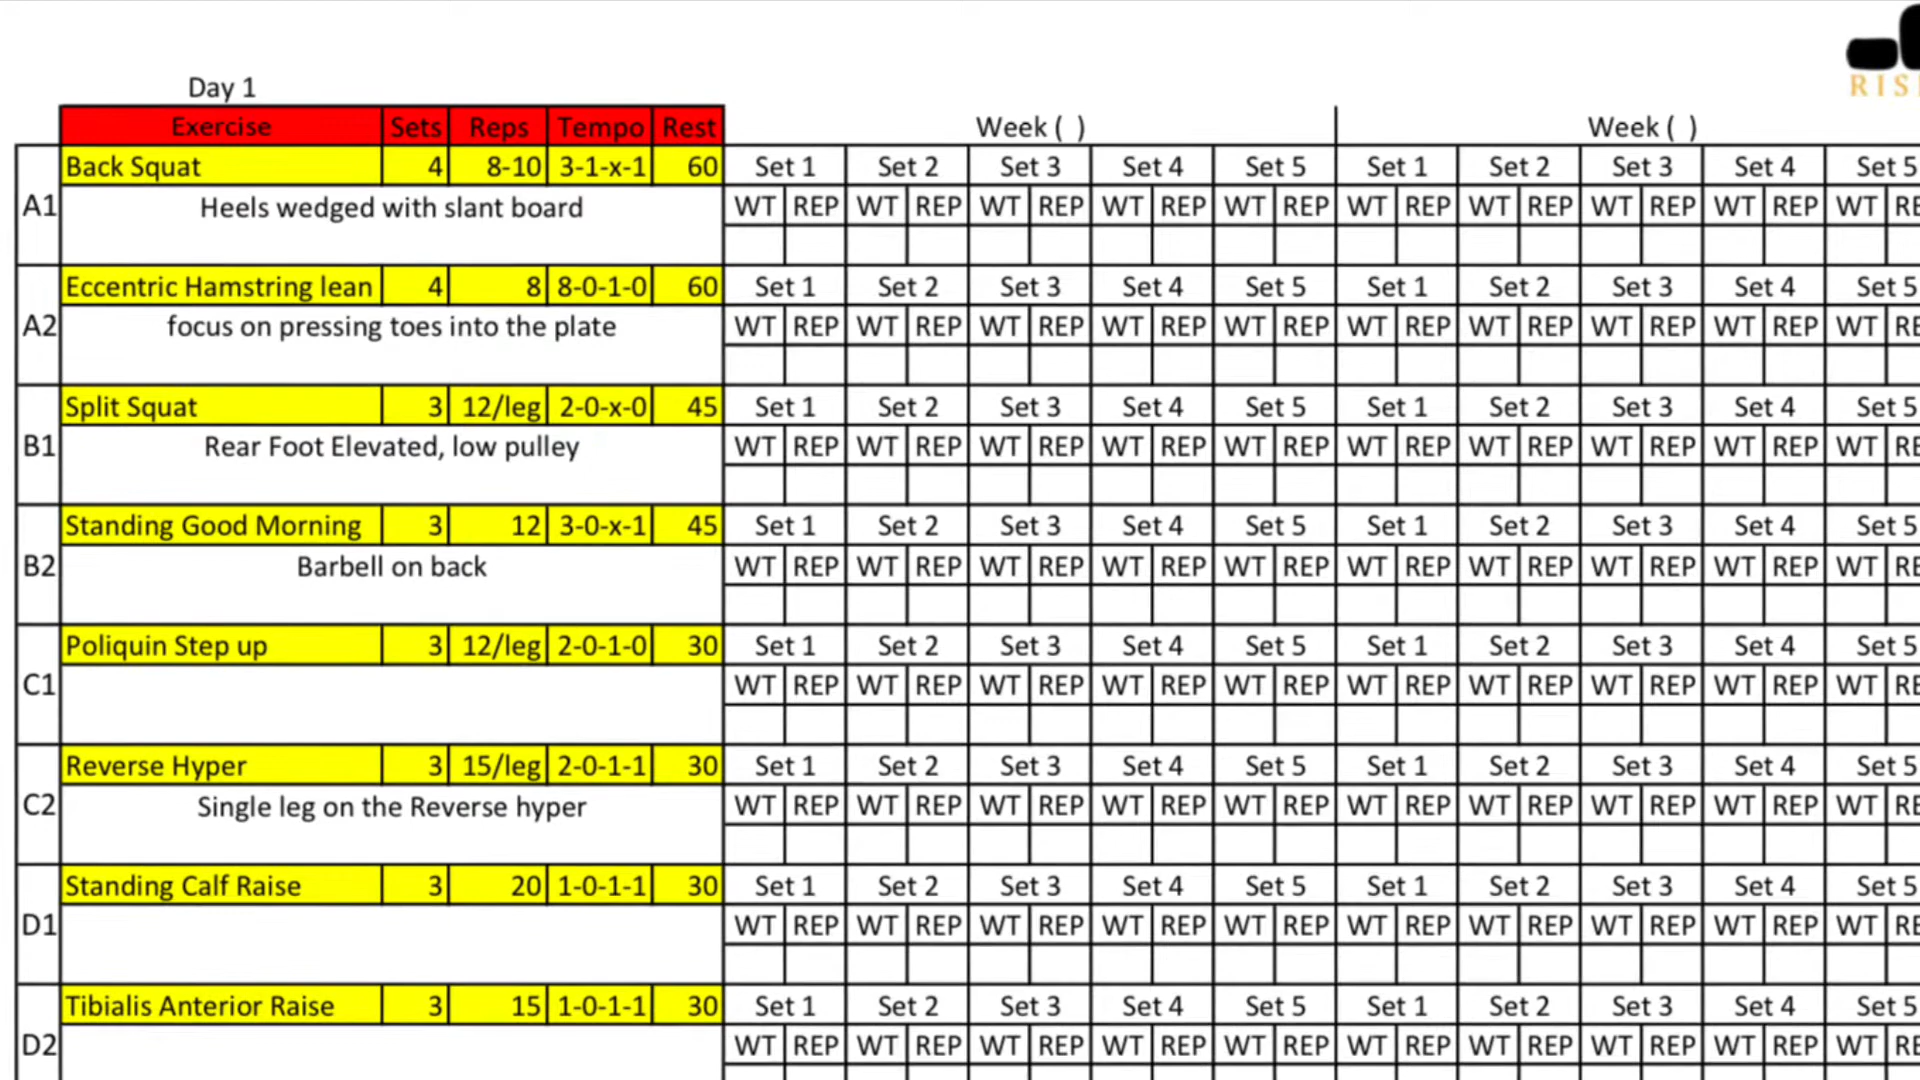 Day 1
RIS
Exercise Sets Reps Tempo Rest Week ( ) Week ( )
Back Squat 4 8-10 3-1-x-1 60 Set 1 Set 2 Set 3 Set 4 Set 5 Set 1 Set 2 Set 3 Set 4 Set 5
A1 Heels wedged with slant board WT REP WT REP WT REP WT REP WT REP WT REP WT REP WT REP WT REP WT RE
Eccentric Hamstring lean 4 8 8-0-1-0 60 Set 1 Set 2 Set 3 Set 4 Set 5 Set 1 Set 2 Set 3 Set 4 Set 5
A2 focus on pressing toes into the plate WT REP WT REP WT REP WT REP WT REP WT REP WT REP WT REP WT REP WT RE
Split Squat 3 12/leg 2-0-x-0 45 Set 1 Set 2 Set 3 Set 4 Set 5 Set 1 Set 2 Set 3 Set 4 Set 5
B1 Rear Foot Elevated, low pulley WT REP WT REP WT REP WT REP WT REP WT REP WT REP WT REP WT REP WT RE
Standing Good Morning 3 12 3-0-x-1 45 Set 1 Set 2 Set 3 Set 4 Set 5 Set 1 Set 2 Set 3 Set 4 Set 5
B2 Barbell on back WT REP WT REP WT REP WT REP WT REP WT REP WT REP WT REP WT REP WT RE
Poliquin Step up 3 12/leg 2-0-1-0 30 Set 1 Set 2 Set 3 Set 4 Set 5 Set 1 Set 2 Set 3 Set 4 Set 5
C1 WT REP WT REP WT REP WT REP WT REP WT REP WT REP WT REP WT REP WT RE
Reverse Hyper 3 15/leg 2-0-1-1 30 Set 1 Set 2 Set 3 Set 4 Set 5 Set 1 Set 2 Set 3 Set 4 Set 5
C2 Single leg on the Reverse hyper WT REP WT REP WT REP WT REP WT REP WT REP WT REP WT REP WT REP WT RE
Standing Calf Raise 3 20 1-0-1-1 30 Set 1 Set 2 Set 3 Set 4 Set 5 Set 1 Set 2 Set 3 Set 4 Set 5
D1 WT REP WT REP WT REP WT REP WT REP WT REP WT REP WT REP WT REP WT RE
Tibialis Anterior Raise 3 15 1-0-1-1 30 Set 1 Set 2 Set 3 Set 4 Set 5 Set 1 Set 2 Set 3 Set 4 Set 5
D2 WT REP WT REP WT REP WT REP WT REP WT REP WT REP WT REP WT REP WT RE